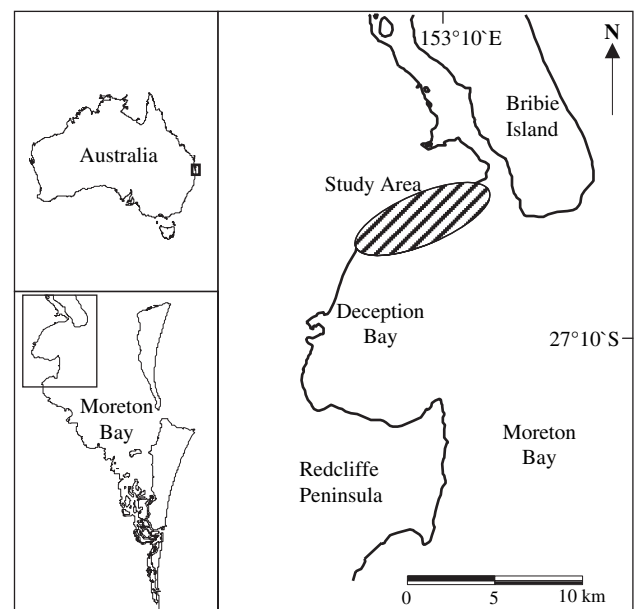 Australia
Moreton
Bay
153°10`E
N
Bribie
Island
Study Area
Deception
Bay
27°10`S
Moreton
Bay
Redcliffe
Peninsula
0 5 10 km